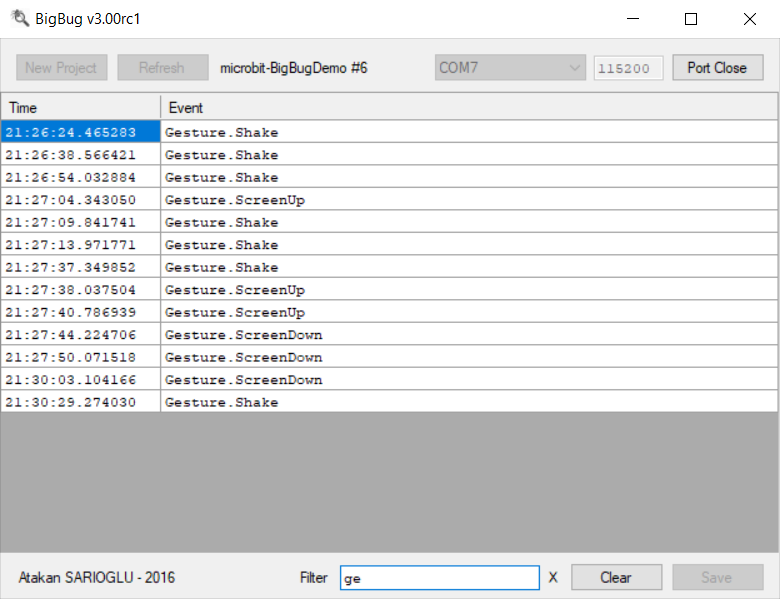 BigBug v3.00rc1
New Project Refresh microbit-BigBugDemo #6 COM7 115200 Port Close
Time Event
21:26:24.465283 Gesture.Shake
21:26:38.566421 Gesture.Shake
21:26:54.032884 Gesture.Shake
21:27:04.343050 Gesture.ScreenUp
21:27:09.841741 Gesture.Shake
21:27:13.971771 Gesture.Shake
21:27:37.349852 Gesture.Shake
21:27:38.037504 Gesture.ScreenUp
21:27:40.786939 Gesture.ScreenUp
21:27:44.224706 Gesture.ScreenDown
21:27:50.071518 Gesture.ScreenDown
21:30:03.104166 Gesture.ScreenDown
21:30:29.274030 Gesture.Shake
Atakan SARIOGLU - 2016 Filter ge X Clear Save